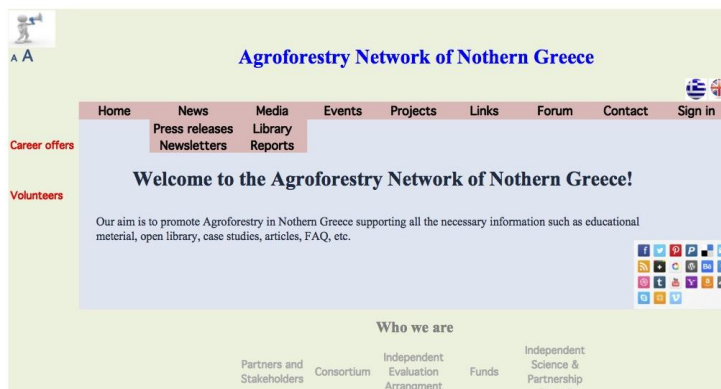 A A
Agroforestry Network of Nothern Greece
Home News Media Events Projects Links Forum Contact Sign in
Press releases Library
Newsletters Reports
Career offers
Volunteers
Welcome to the Agroforestry Network of Nothern Greece!
Our aim is to promote Agroforestry in Nothern Greece supporting all the necessary information such as educational
meterial, open library, case studies, articles, FAQ, etc.
Who we are
Partners and
Stakeholders
Consortium
Independent
Evaluation
Arrangment
Funds
Independent
Science &
Partnership